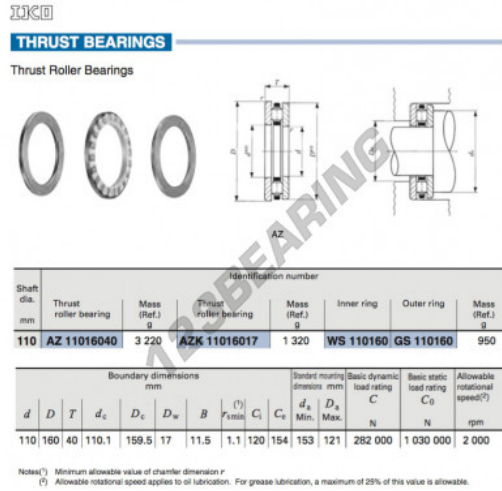 IKO
THRUST BEARINGS
Thrust Roller Bearings
T
r
D
d
AZ
123BEARING
Identification number
Shaft dia. mm
Thrust roller bearing
Mass (Ref.) g
Thrust roller bearing
Mass (Ref.) g
Inner ring
Outer ring
Mass (Ref.) g
110 AZ 11016040 3 220 AZK 11016017 1 320 WS 110160 GS 110160 950
Boundary dimensions mm
Standard mounting dimensions mm
Basic dynamic load rating C N
Basic static load rating C0 N
Allowable rotational speed(2) rpm
d D T dc Dc Dw B (1) rs min Ci Ce da Min. Da Max.
110 160 40 110.1 159.5 17 11.5 1.1 120 154 153 121 282 000 1 030 000 2 000
Notes(1) Minimum allowable value of chamfer dimension r
(2) Allowable rotational speed applies to oil lubrication. For grease lubrication, a maximum of 25% of this value is allowable.